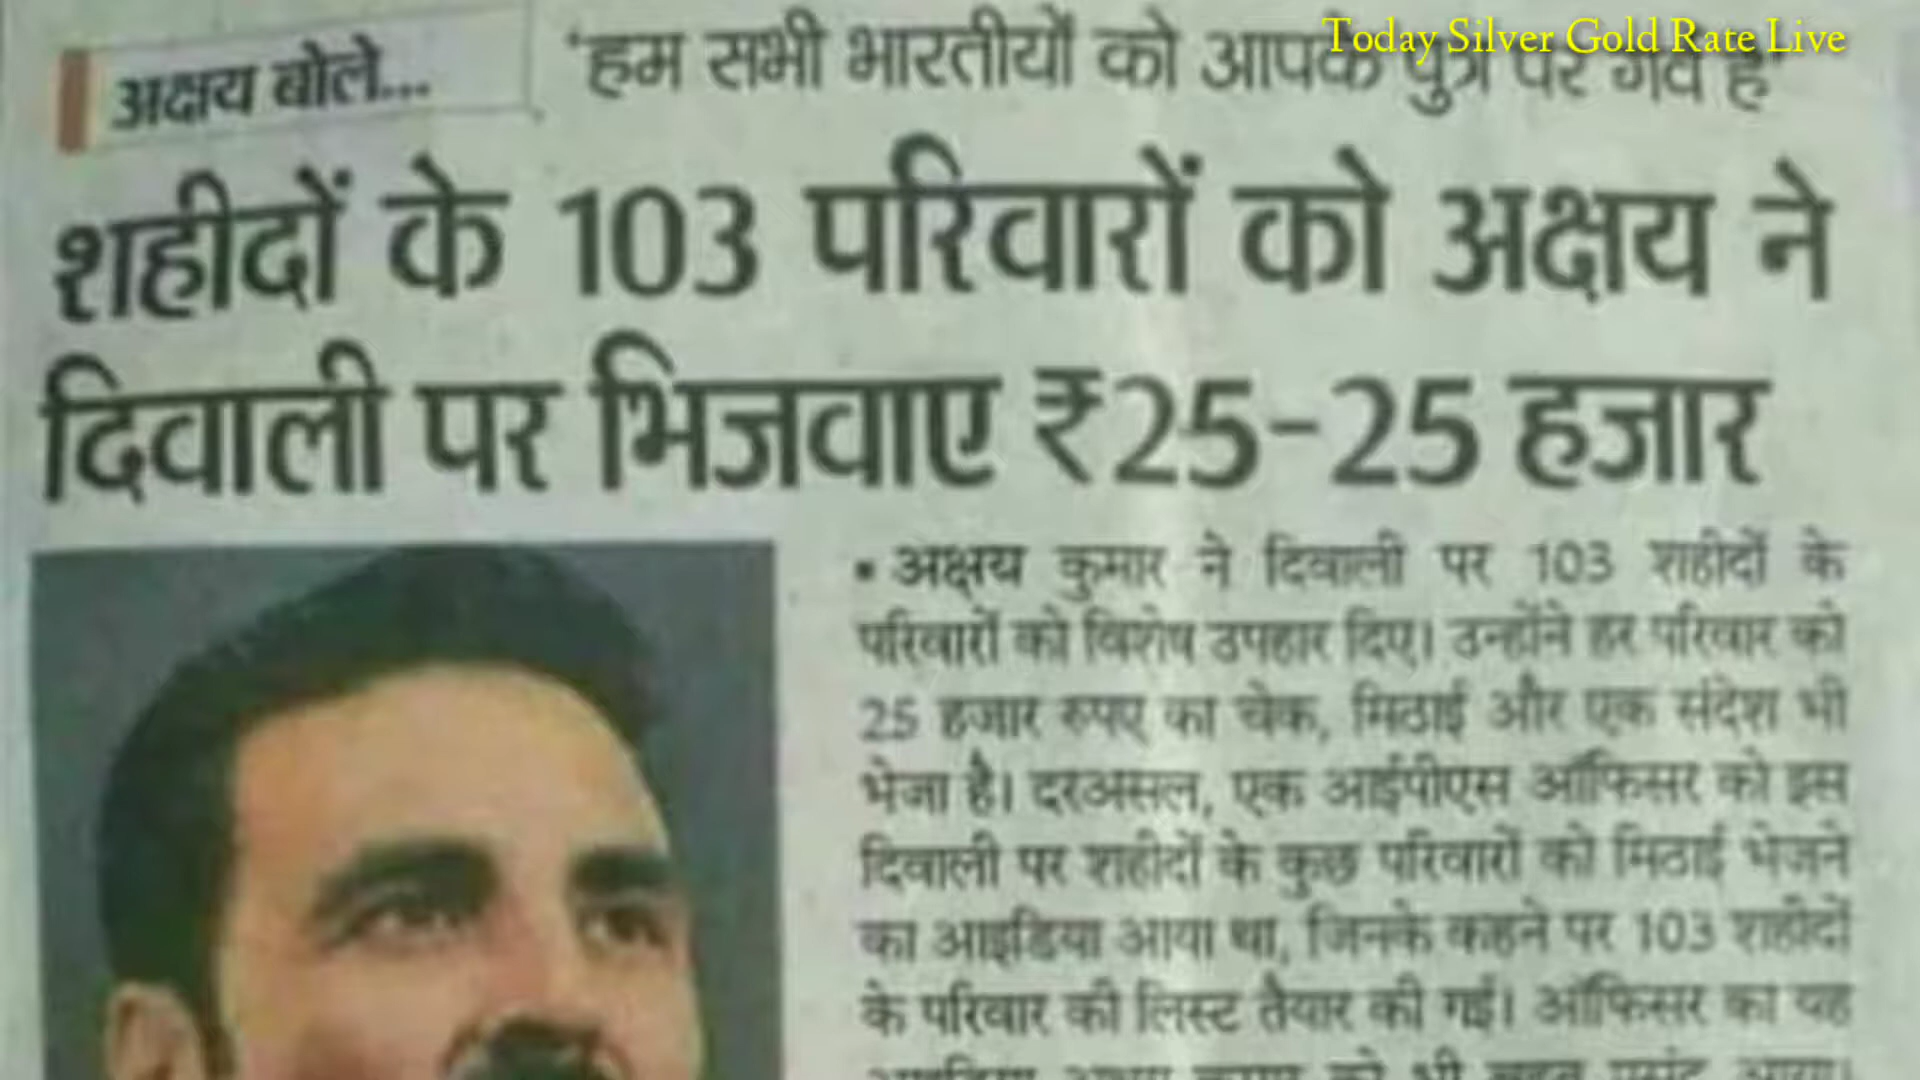 Today Silver Gold Rate Live
अक्षय बोले...
'हम सभी भारतीयों को आपके पुत्र पर गर्व है'
शहीदों के 103 परिवारों को अक्षय ने
दिवाली पर भिजवाए ₹25-25 हजार
▪ अक्षय कुमार ने दिवाली पर 103 शहीदों के
परिवारों को विशेष उपहार दिए। उन्होंने हर परिवार को
25 हजार रुपए का चेक, मिठाई और एक संदेश भी
भेजा है। दरअसल, एक आईपीएस ऑफिसर को इस
दिवाली पर शहीदों के कुछ परिवारों को मिठाई भेजने
का आइडिया आया था, जिनके कहने पर 103 शहीदों
के परिवार की लिस्ट तैयार की गई। ऑफिसर का यह